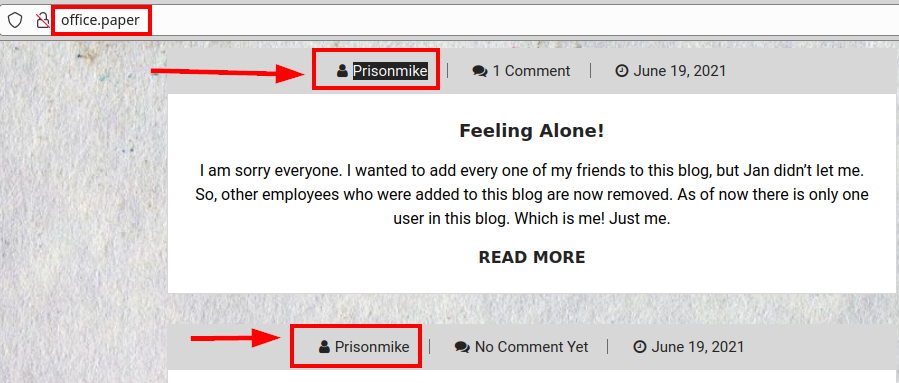 office.paper
Prisonmike 1 Comment June 19, 2021
Feeling Alone!
I am sorry everyone. I wanted to add every one of my friends to this blog, but Jan didn’t let me.
So, other employees who were added to this blog are now removed. As of now there is only one
user in this blog. Which is me! Just me.
READ MORE
Prisonmike No Comment Yet June 19, 2021